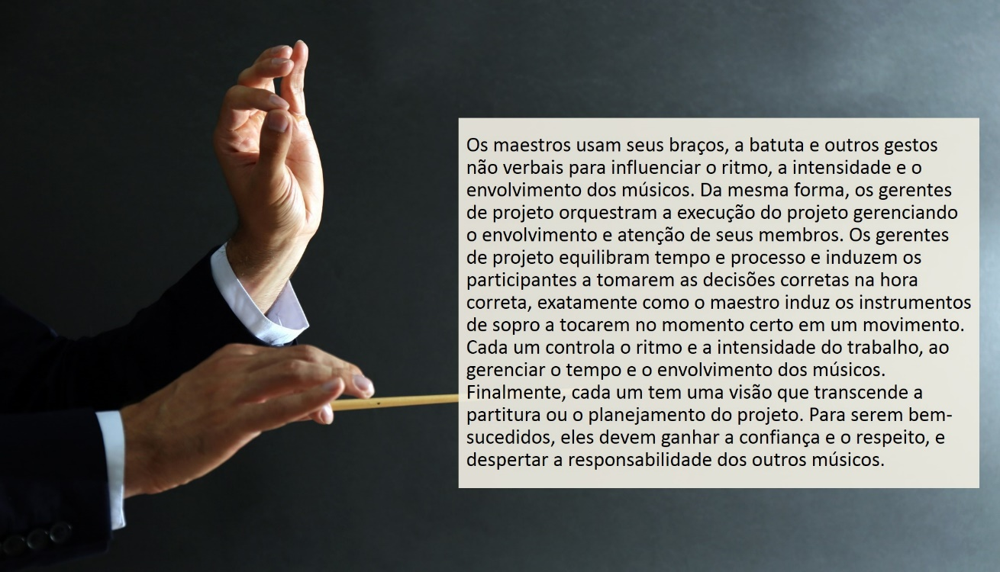 Os maestros usam seus braços, a batuta e outros gestos
não verbais para influenciar o ritmo, a intensidade e o
envolvimento dos músicos. Da mesma forma, os gerentes
de projeto orquestram a execução do projeto gerenciando
o envolvimento e atenção de seus membros. Os gerentes
de projeto equilibram tempo e processo e induzem os
participantes a tomarem as decisões corretas na hora
correta, exatamente como o maestro induz os instrumentos
de sopro a tocarem no momento certo em um movimento.
Cada um controla o ritmo e a intensidade do trabalho, ao
gerenciar o tempo e o envolvimento dos músicos.
Finalmente, cada um tem uma visão que transcende a
partitura ou o planejamento do projeto. Para serem bem-
sucedidos, eles devem ganhar a confiança e o respeito, e
despertar a responsabilidade dos outros músicos.